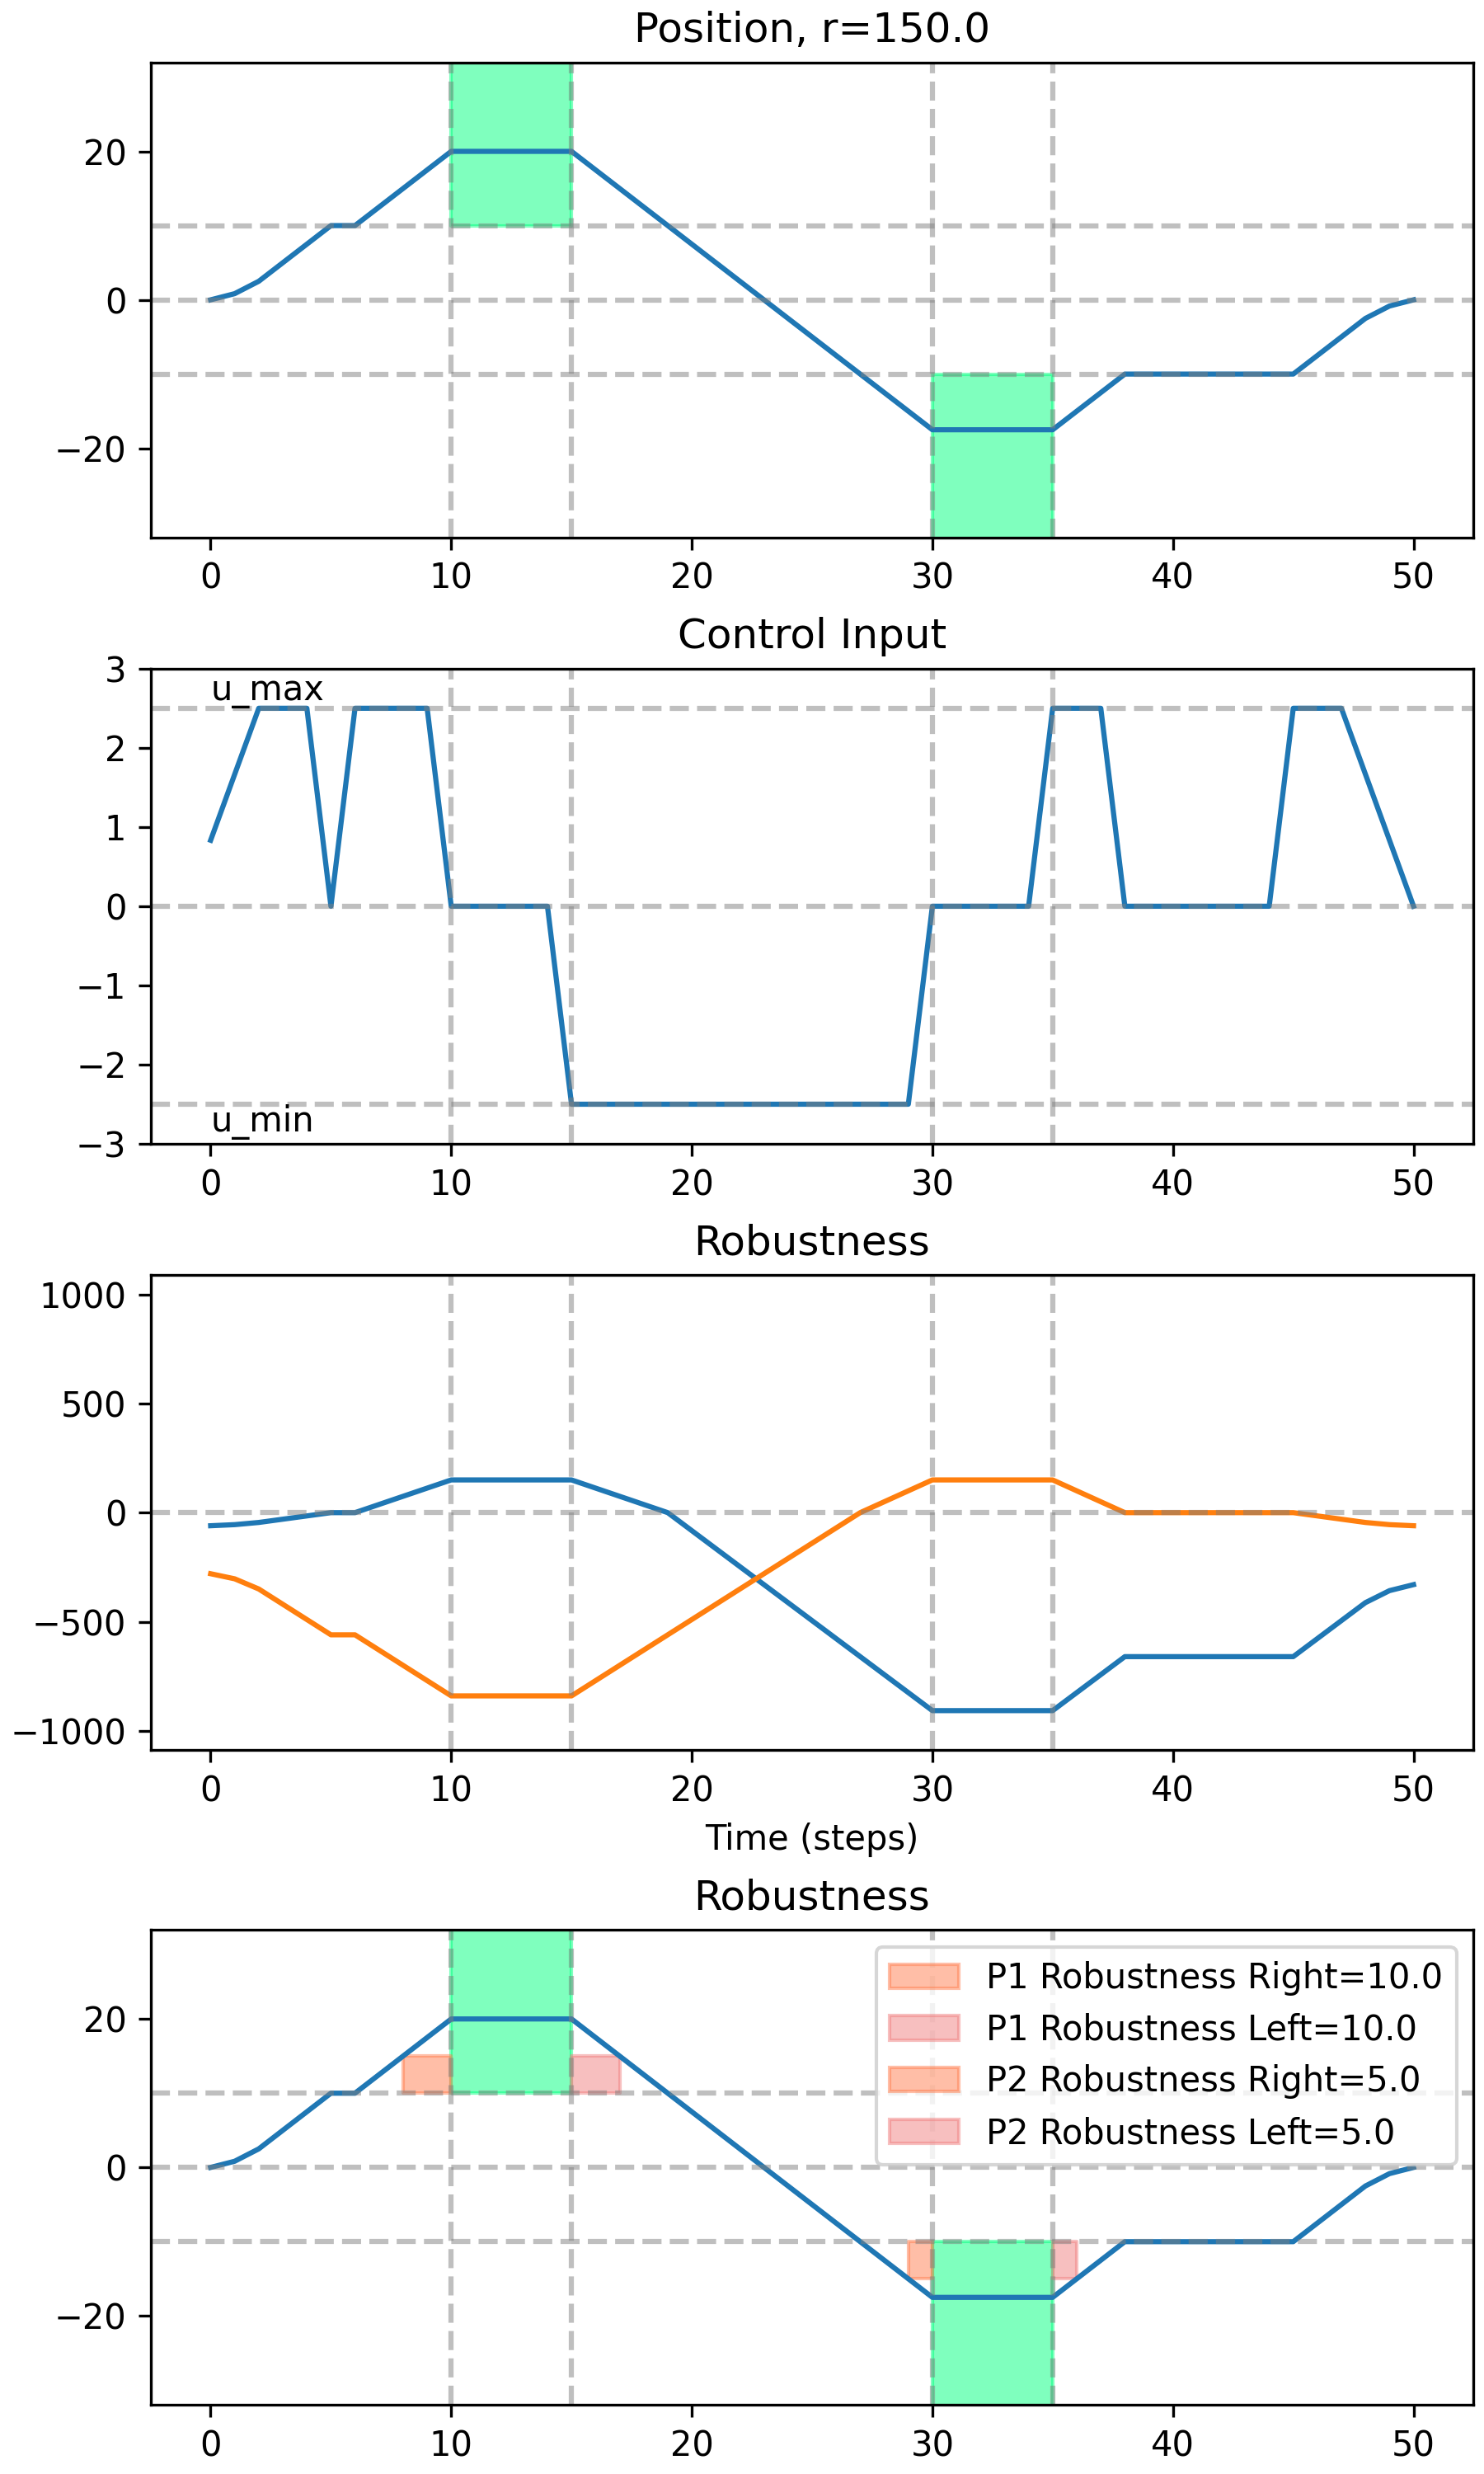 Position, r=150.0
20
0
−20
0 10 20 30 40 50
Control Input
3
u_max
2
1
0
−1
−2
u_min
−3
0 10 20 30 40 50
Robustness
1000
500
0
−500
−1000
0 10 20 30 40 50
Time (steps)
Robustness
P1 Robustness Right=10.0
20
P1 Robustness Left=10.0
P2 Robustness Right=5.0
P2 Robustness Left=5.0
0
−20
0 10 20 30 40 50